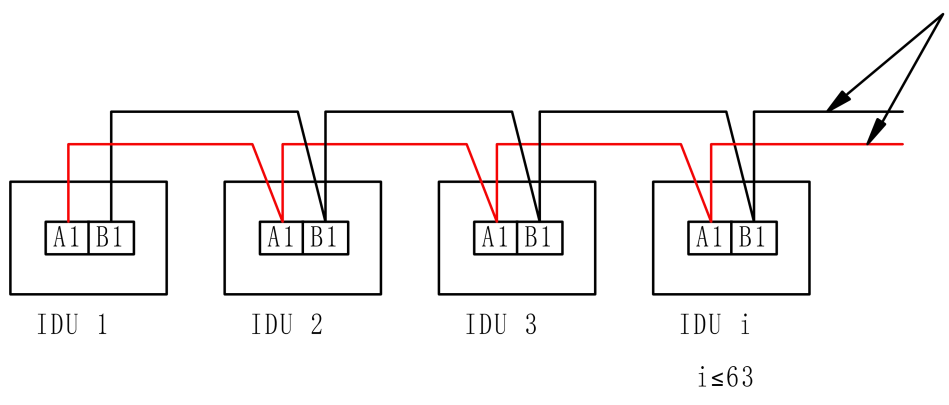 A1 B1 A1 B1 A1 B1 A1 B1
IDU 1 IDU 2 IDU 3 IDU i
i≤63